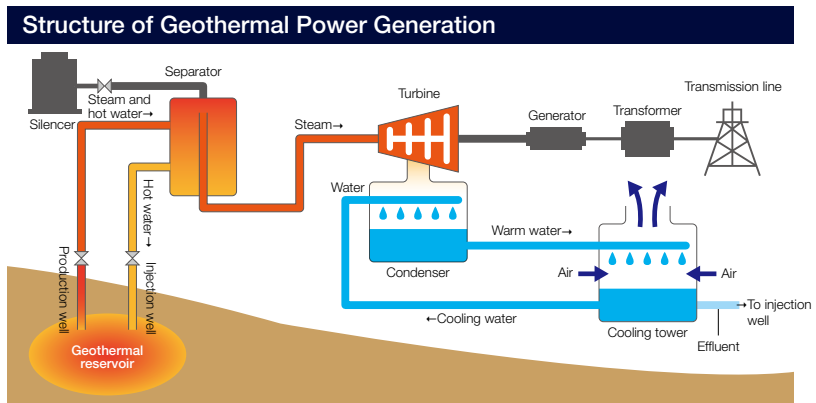 Structure of Geothermal Power Generation
Separator
Turbine
Transmission line
Steam and
hot water→
Silencer
Steam→
Generator
Transformer
Water
Hot water→
Warm water→
Production well
Injection well
Condenser
Air
Air
←Cooling water
→To injection
well
Cooling tower
Effluent
Geothermal
reservoir